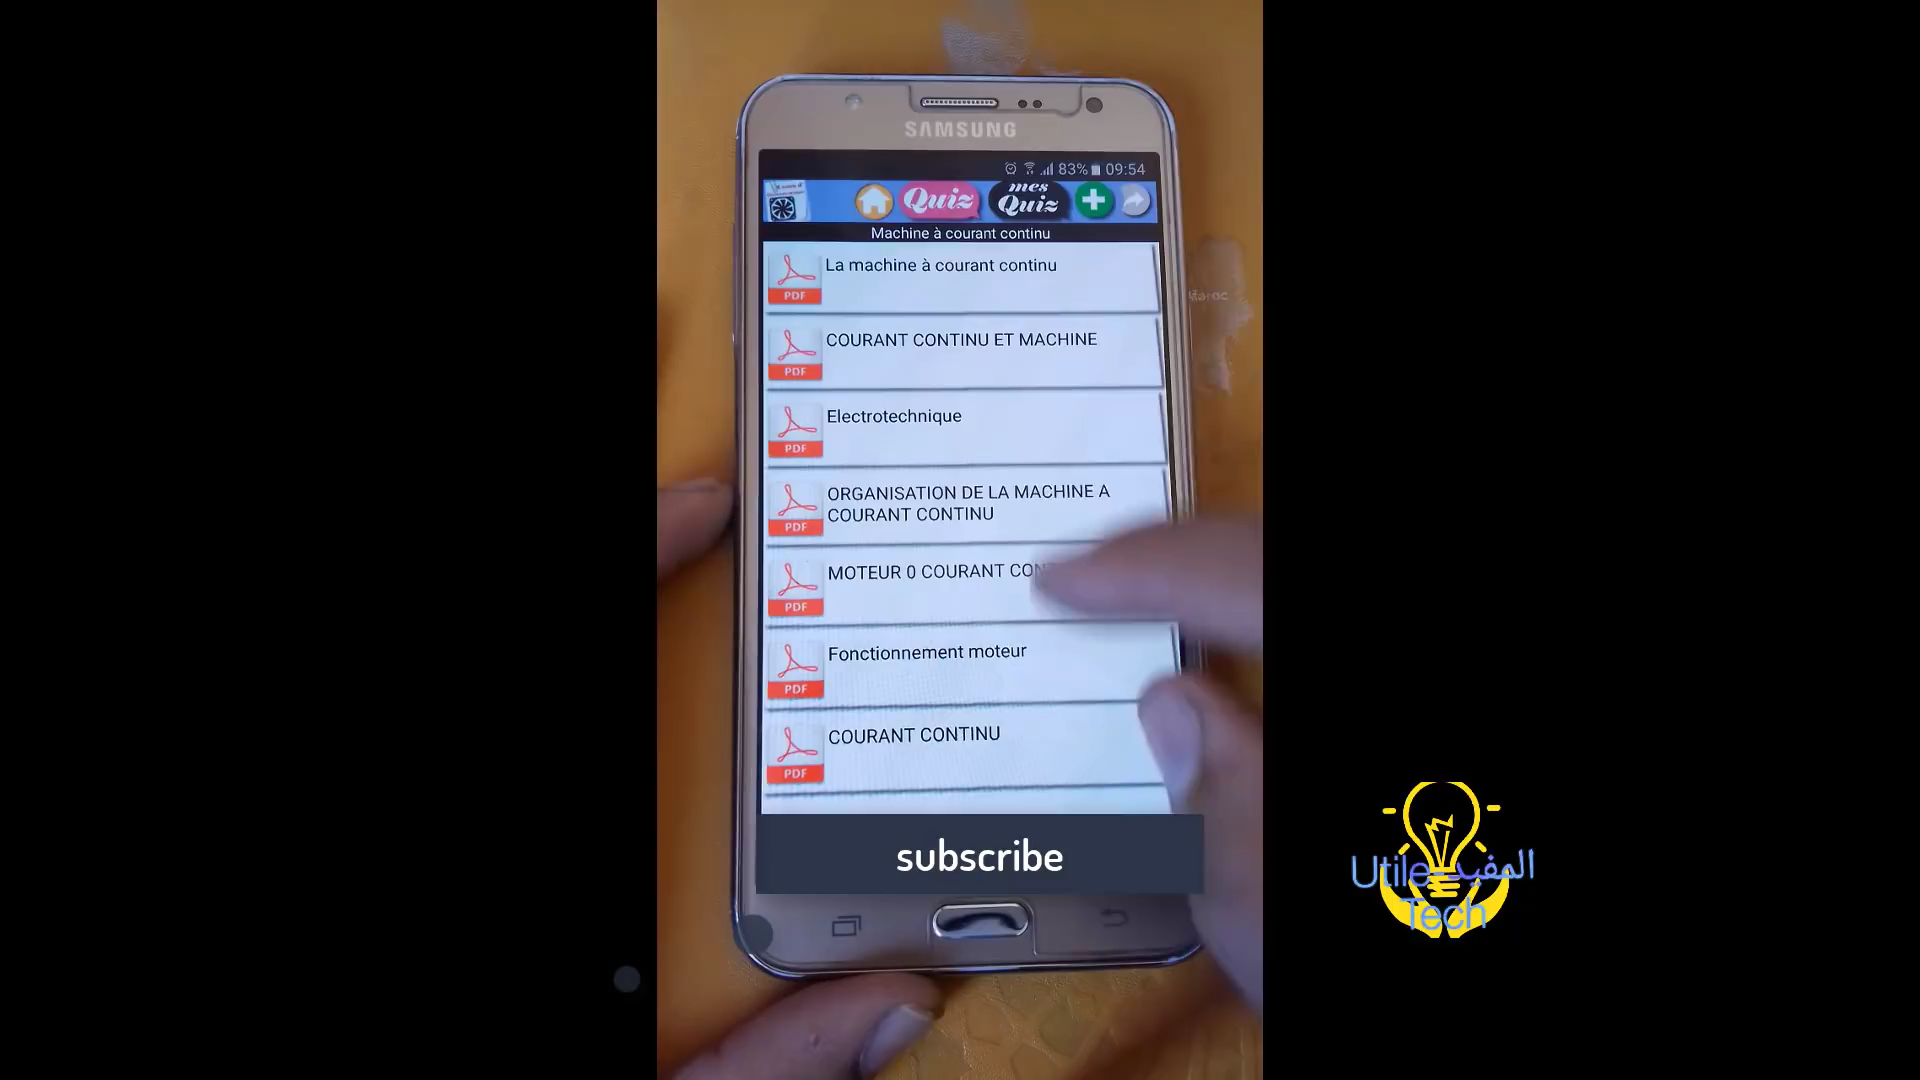 SAMSUNG
83% 09:54
Quiz
mes
Quiz
Machine à courant continu
La machine à courant continu
PDF
COURANT CONTINU ET MACHINE
PDF
Electrotechnique
PDF
ORGANISATION DE LA MACHINE A
COURANT CONTINU
PDF
MOTEUR 0 COURANT
PDF
Fonctionnement moteur
PDF
COURANT CONTINU
PDF
subscribe
Maroc
Utile المفيد
Tech